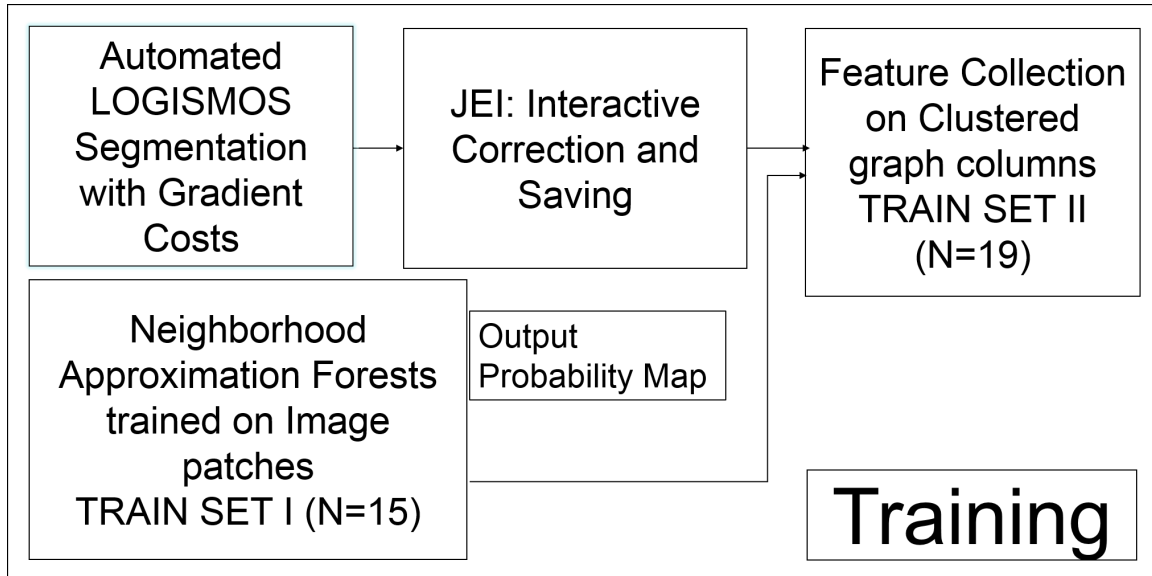 Automated
LOGISMOS
Segmentation
with Gradient
Costs
JEI: Interactive
Correction and
Saving
Feature Collection
on Clustered
graph columns
TRAIN SET II
(N=19)
Neighborhood
Approximation Forests
trained on Image
patches
TRAIN SET I (N=15)
Output
Probability Map
Training